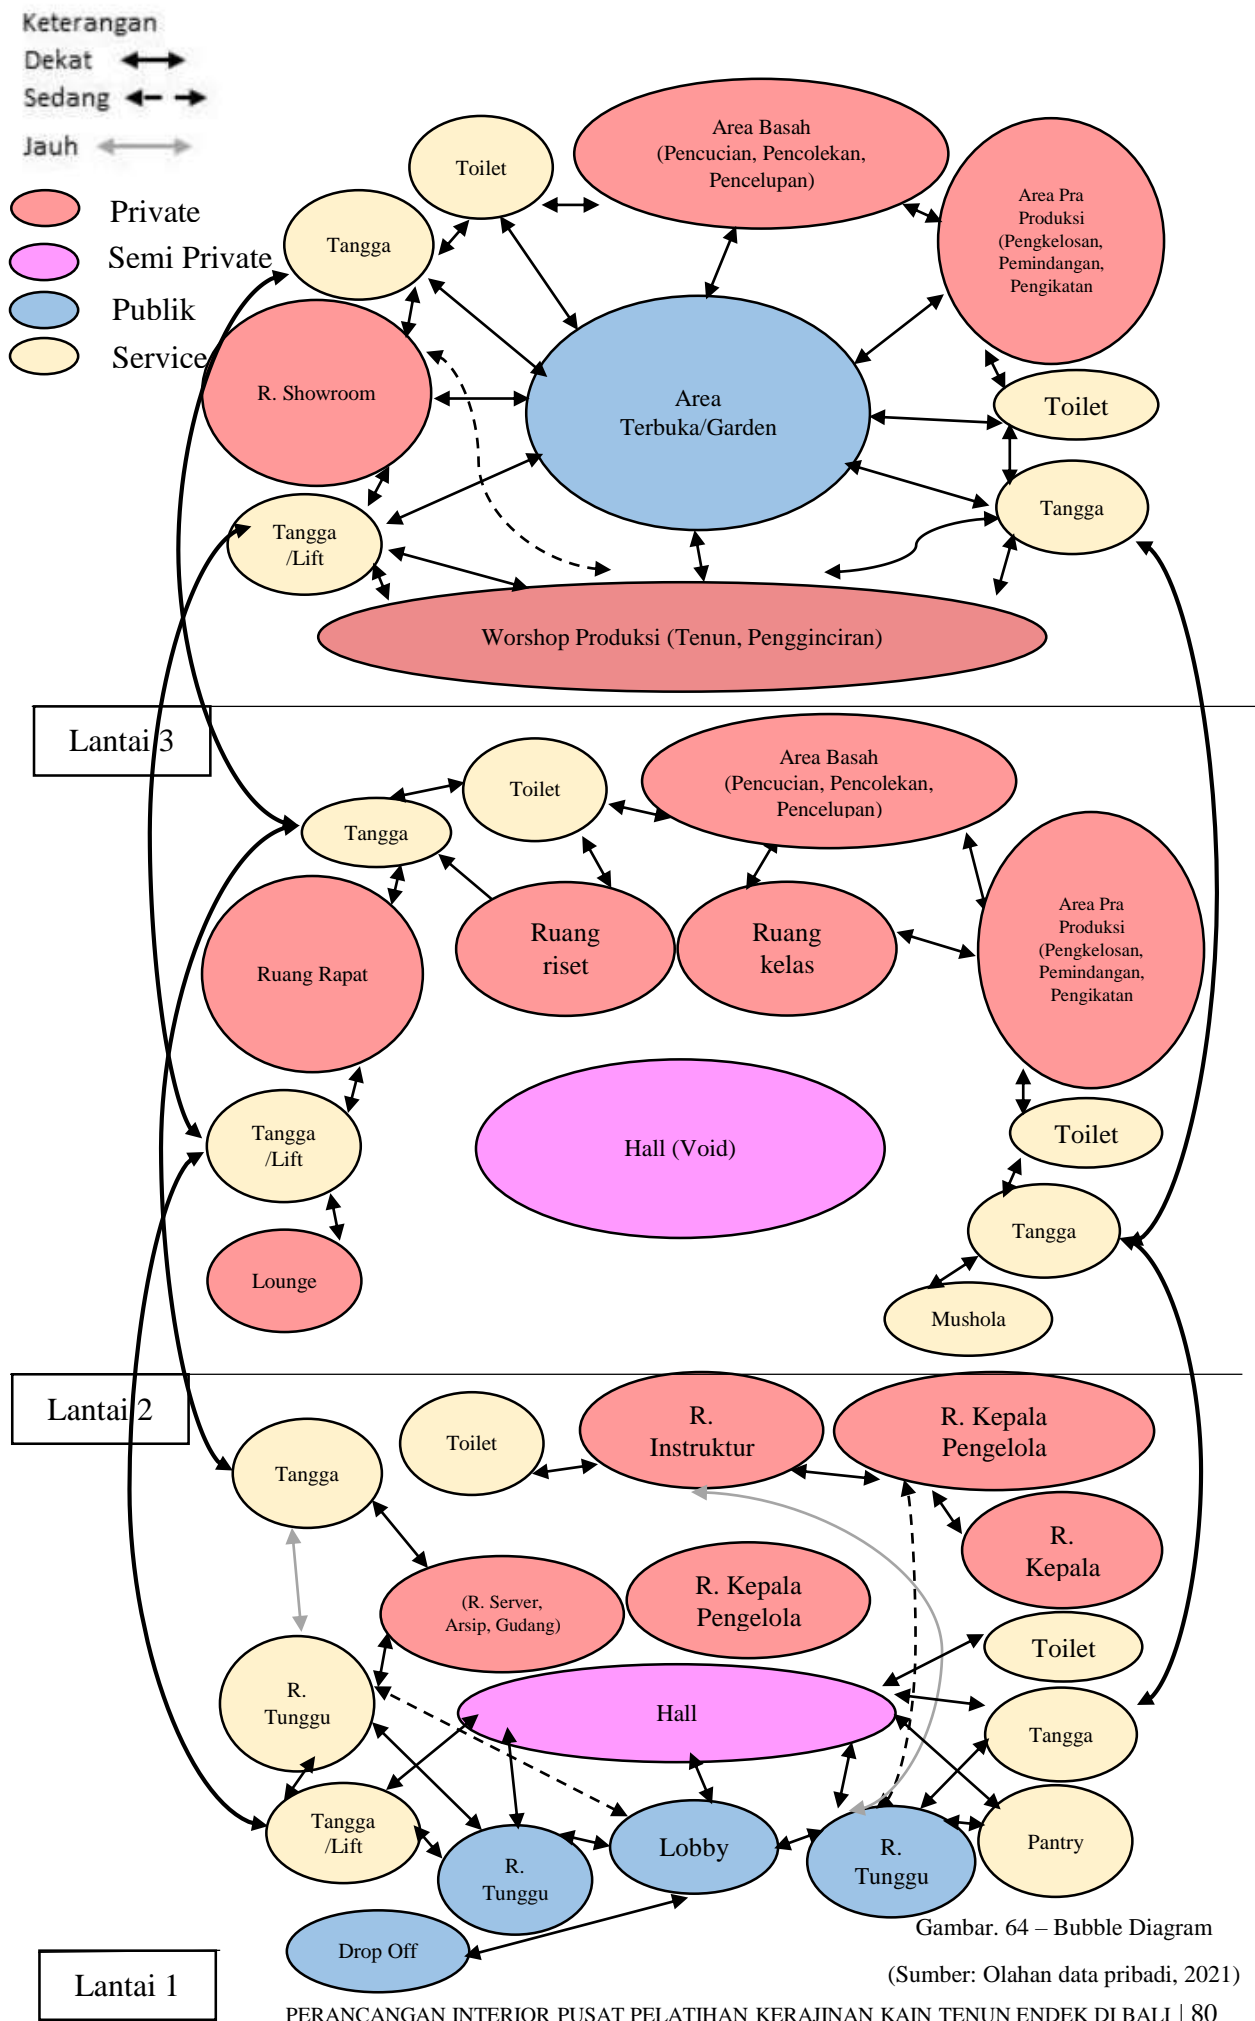 Keterangan
Dekat
Sedang
Jauh
Private
Semi Private
Publik
Service
Toilet
Area Basah
(Pencucian, Pencolekan,
Pencelupan)
Area Pra
Produksi
(Pengkelosan,
Pemindangan,
Pengikatan
Tangga
R. Showroom
Area
Terbuka/Garden
Toilet
Tangga
Tangga
/Lift
Worshop Produksi (Tenun, Pengginciran)
Lantai 3
Toilet
Area Basah
(Pencucian, Pencolekan,
Pencelupan)
Tangga
Area Pra
Produksi
(Pengkelosan,
Pemindangan,
Pengikatan
Ruang
riset
Ruang
kelas
Ruang Rapat
Tangga
/Lift
Hall (Void)
Toilet
Tangga
Lounge
Mushola
Lantai 2
Toilet
R.
Instruktur
R. Kepala
Pengelola
Tangga
R.
Kepala
(R. Server,
Arsip, Gudang)
R. Kepala
Pengelola
Toilet
R.
Tunggu
Hall
Tangga
Tangga
/Lift
R.
Tunggu
Lobby
R.
Tunggu
Pantry
Drop Off
Gambar. 64 – Bubble Diagram
(Sumber: Olahan data pribadi, 2021)
Lantai 1
PERANCANGAN INTERIOR PUSAT PELATIHAN KERAJINAN KAIN TENUN ENDEK DI BALI | 80